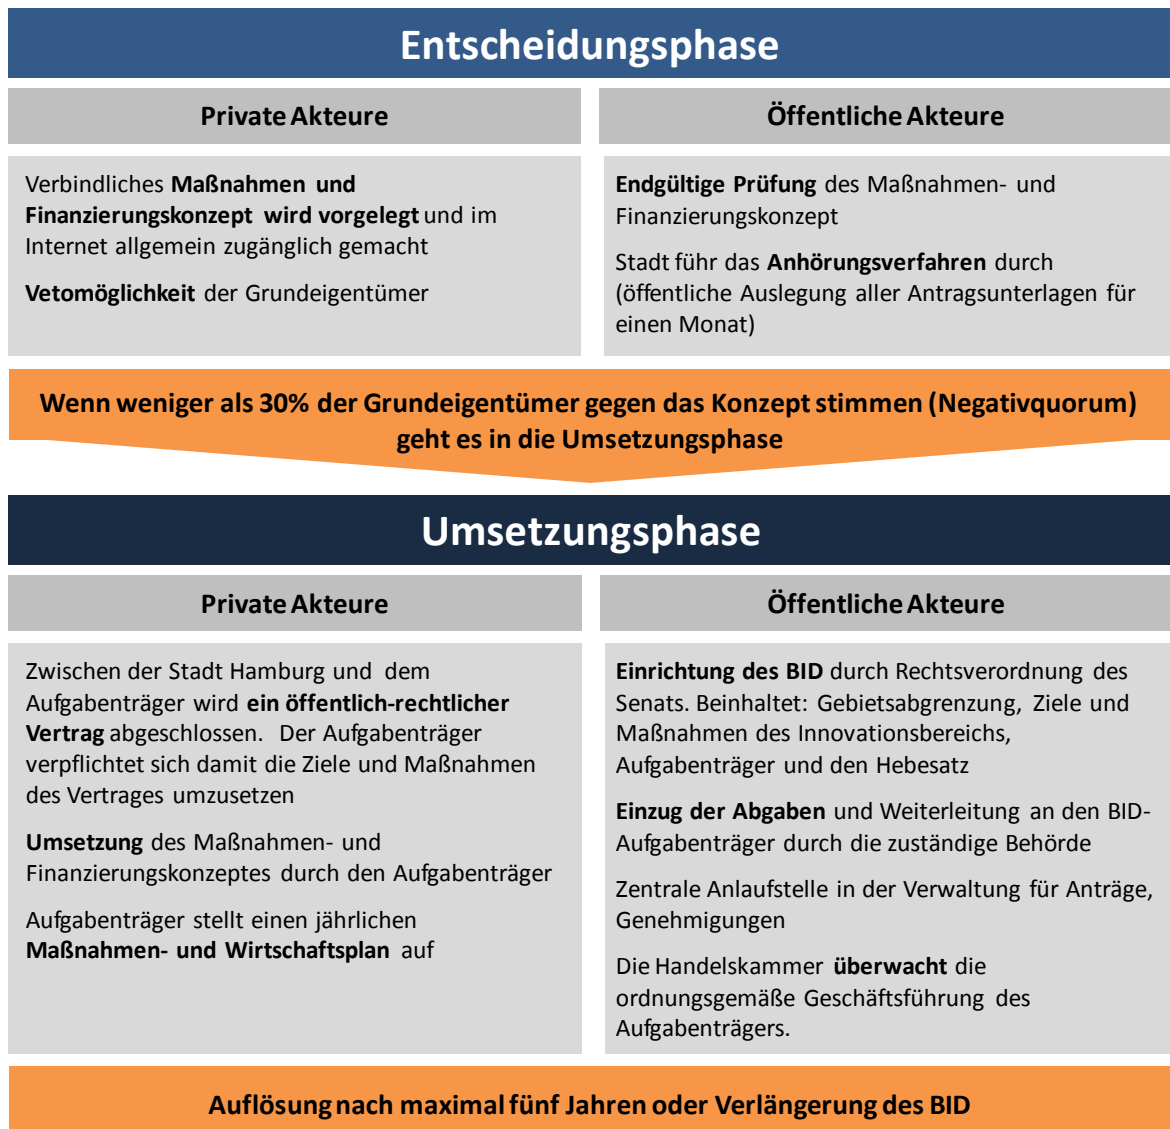 Entscheidungsphase
Private Akteure
Öffentliche Akteure
Verbindliches Maßnahmen und
Finanzierungskonzept wird vorgelegt und im
Internet allgemein zugänglich gemacht
Vetomöglichkeit der Grundeigentümer
Endgültige Prüfung des Maßnahmen- und
Finanzierungskonzept
Stadt führ das Anhörungsverfahren durch
(öffentliche Auslegung aller Antragsunterlagen für
einen Monat)
Wenn weniger als 30% der Grundeigentümer gegen das Konzept stimmen (Negativquorum)
geht es in die Umsetzungsphase
Umsetzungsphase
Private Akteure
Öffentliche Akteure
Zwischen der Stadt Hamburg und dem
Aufgabenträger wird ein öffentlich-rechtlicher
Vertrag abgeschlossen. Der Aufgabenträger
verpflichtet sich damit die Ziele und Maßnahmen
des Vertrages umzusetzen
Umsetzung des Maßnahmen- und
Finanzierungskonzeptes durch den Aufgabenträger
Aufgabenträger stellt einen jährlichen
Maßnahmen- und Wirtschaftsplan auf
Einrichtung des BID durch Rechtsverordnung des
Senats. Beinhaltet: Gebietsabgrenzung, Ziele und
Maßnahmen des Innovationsbereichs,
Aufgabenträger und den Hebesatz
Einzug der Abgaben und Weiterleitung an den BID-
Aufgabenträger durch die zuständige Behörde
Zentrale Anlaufstelle in der Verwaltung für Anträge,
Genehmigungen
Die Handelskammer überwacht die
ordnungsgemäße Geschäftsführung des
Aufgabenträgers.
Auflösung nach maximal fünf Jahren oder Verlängerung des BID